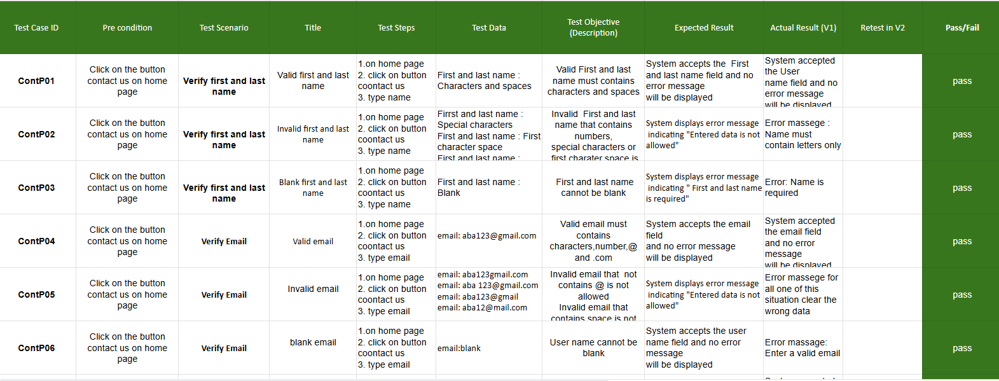 Test Case ID
Pre condition
Test Scenario
Title
Test Steps
Test Data
Test Objective
(Description)
Expected Result
Actual Result (V1)
Retest in V2
Pass/Fail
ContP01
Click on the button
contact us on home
page
Verify first and last
name
Valid first and last
name
1.on home page
2. click on button
coontact us
3. type name
First and last name :
Characters and spaces
Valid First and last
name must contains
characters and spaces
System accepts the  First
and last name field and no
error message
will be displayed
System accepted
the User
name field and no
error message
will be displayed
pass
ContP02
Click on the button
contact us on home
page
Verify first and last
name
Invalid first and last
name
1.on home page
2. click on button
coontact us
3. type name
Firrst and last name :
Special characters
First and last name : First
character space
First and last name :
Invalid  First and last
name that contains
numbers,
special characters or
first charater space is
System displays error message
indicating "Entered data is not
allowed"
Error massege :
Name must
contain letters only
pass
ContP03
Click on the button
contact us on home
page
Verify first and last
name
Blank first and last
name
1.on home page
2. click on button
coontact us
3. type name
First and last name :
Blank
First and last name
cannot be blank
System displays error message
indicating " First and last name
is required"
Error: Name is
required
pass
ContP04
Click on the button
contact us on home
page
Verify Email
Valid email
1.on home page
2. click on button
coontact us
3. type email
email: aba123@gmail.com
Valid email must
contains
characters,number,@
and .com
System accepts the email
field
and no error message
will be displayed
System accepted
the email field
and no error
message
will be displayed
pass
ContP05
Click on the button
contact us on home
page
Verify Email
Invalid email
1.on home page
2. click on button
coontact us
3. type email
email: aba123gmail.com
email: aba 123@gmail.com
email: aba123@gmail
email: aba12@mail.com
Invalid email that  not
contains @ is not
allowed
Invalid email that
contains space is not
System displays error message
indicating "Entered data is not
allowed"
Error massege for
all one of this
situation clear the
wrong data
pass
ContP06
Click on the button
contact us on home
page
Verify Email
blank email
1.on home page
2. click on button
coontact us
3. type email
email:blank
User name cannot be
blank
System accepts the user
name field and no error
message
will be displayed
Error massage:
Enter a valid email
pass